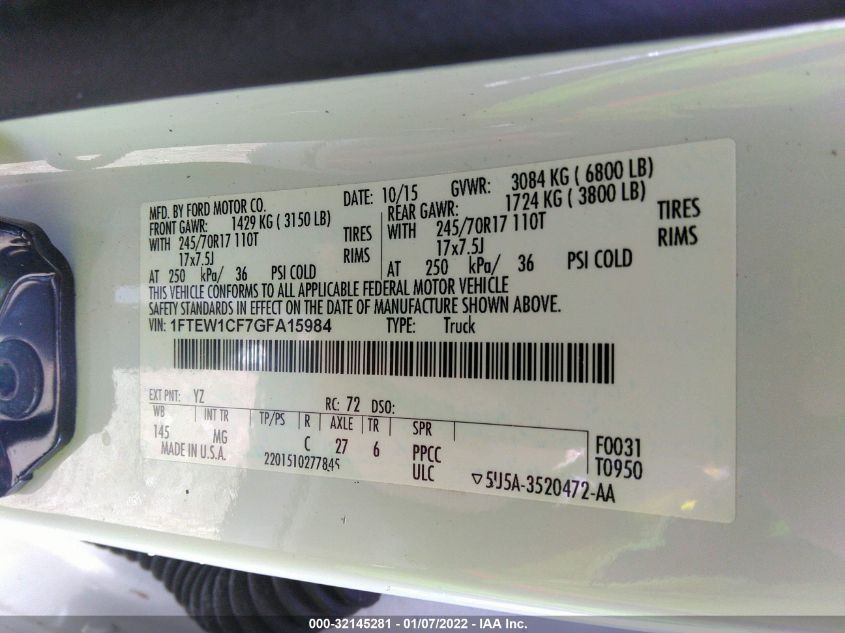 MFD. BY FORD MOTOR CO. DATE: 10/15 GVWR: 3084 KG ( 6800 LB)
FRONT GAWR: 1429 KG ( 3150 LB) REAR GAWR: 1724 KG ( 3800 LB)
WITH 245/70R17 110T TIRES WITH 245/70R17 110T TIRES
17x7.5J RIMS 17x7.5J RIMS
AT 250 kPa/ 36 PSI COLD AT 250 kPa/ 36 PSI COLD
THIS VEHICLE CONFORMS TO ALL APPLICABLE FEDERAL MOTOR VEHICLE
SAFETY STANDARDS IN EFFECT ON THE DATE OF MANUFACTURE SHOWN ABOVE.
VIN: 1FTEW1CF7GFA15984 TYPE: Truck
EXT PNT: YZ RC: 72 DSO:
WB INT TR TP/PS R AXLE TR SPR
145 MG C 27 6 PPCC F0031
MADE IN U.S.A. 2201510277845 ULC T0950
5U5A-3520472-AA
000-32145281 - 01/07/2022 - IAA Inc.